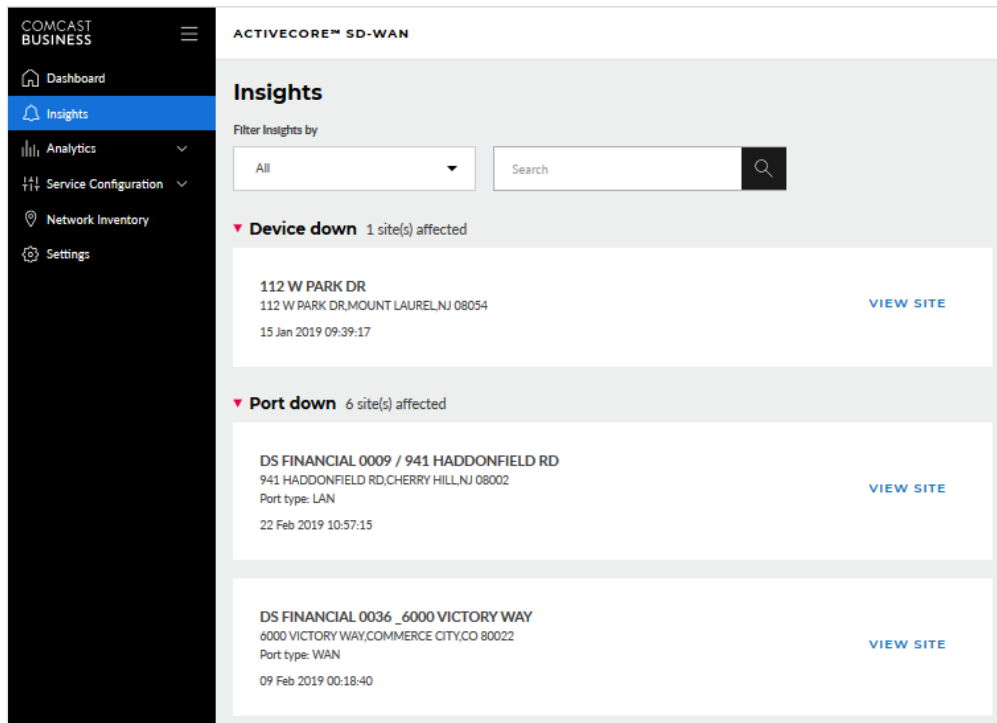 COMCAST
BUSINESS
Dashboard
Insights
Analytics
Service Configuration
Network Inventory
Settings
ACTIVECORE℠ SD-WAN
Insights
Filter Insights by
All
Search
Device down 1 site(s) affected
112 W PARK DR
112 W PARK DR,MOUNT LAUREL,NJ 08054
15 Jan 2019 09:39:17
VIEW SITE
Port down 6 site(s) affected
DS FINANCIAL 0009 / 941 HADDONFIELD RD
941 HADDONFIELD RD,CHERRY HILL,NJ 08002
Port type: LAN
22 Feb 2019 10:57:15
VIEW SITE
DS FINANCIAL 0036 _6000 VICTORY WAY
6000 VICTORY WAY,COMMERCE CITY,CO 80022
Port type: WAN
09 Feb 2019 00:18:40
VIEW SITE